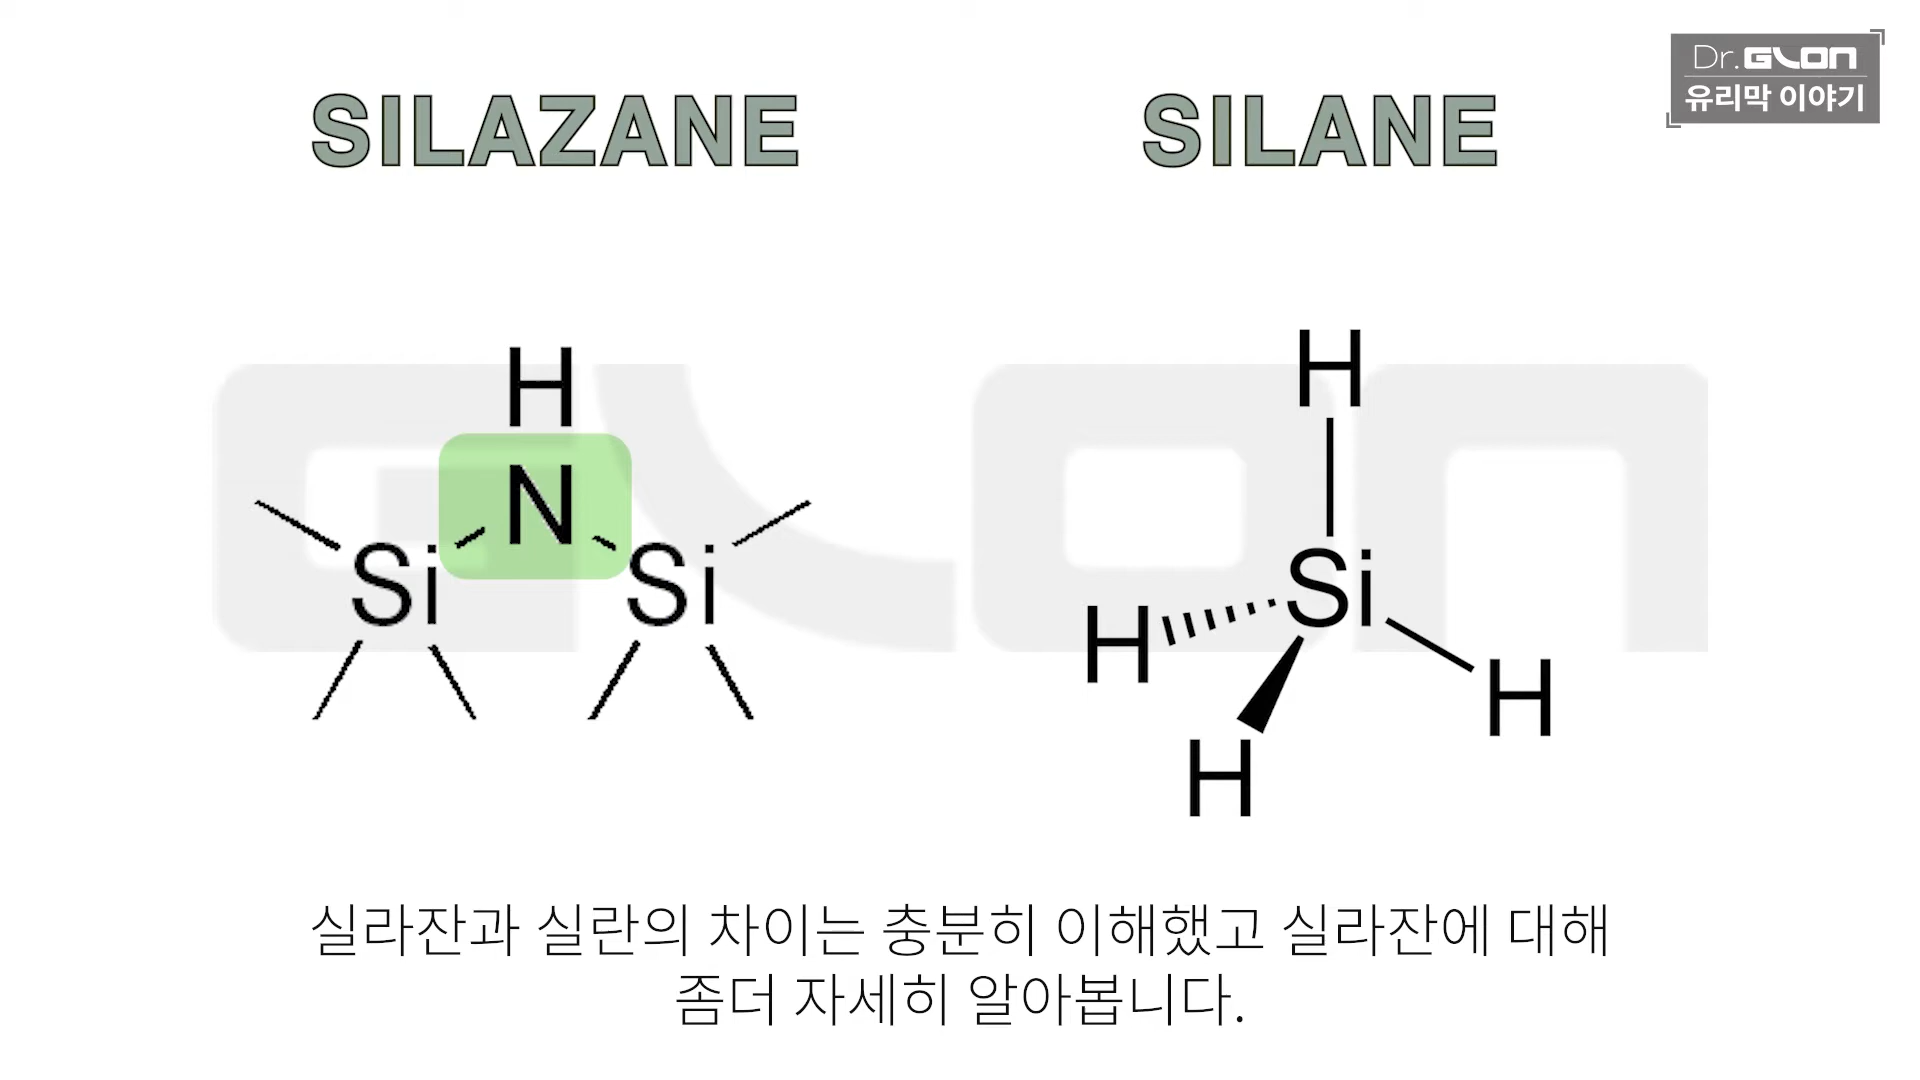 Dr.GLON
유리막 이야기
SILAZANE
SILANE
H
N
Si
Si
H
Si
H
H
H
GLON
실라잔과 실란의 차이는 충분히 이해했고 실라잔에 대해
좀더 자세히 알아봅니다.